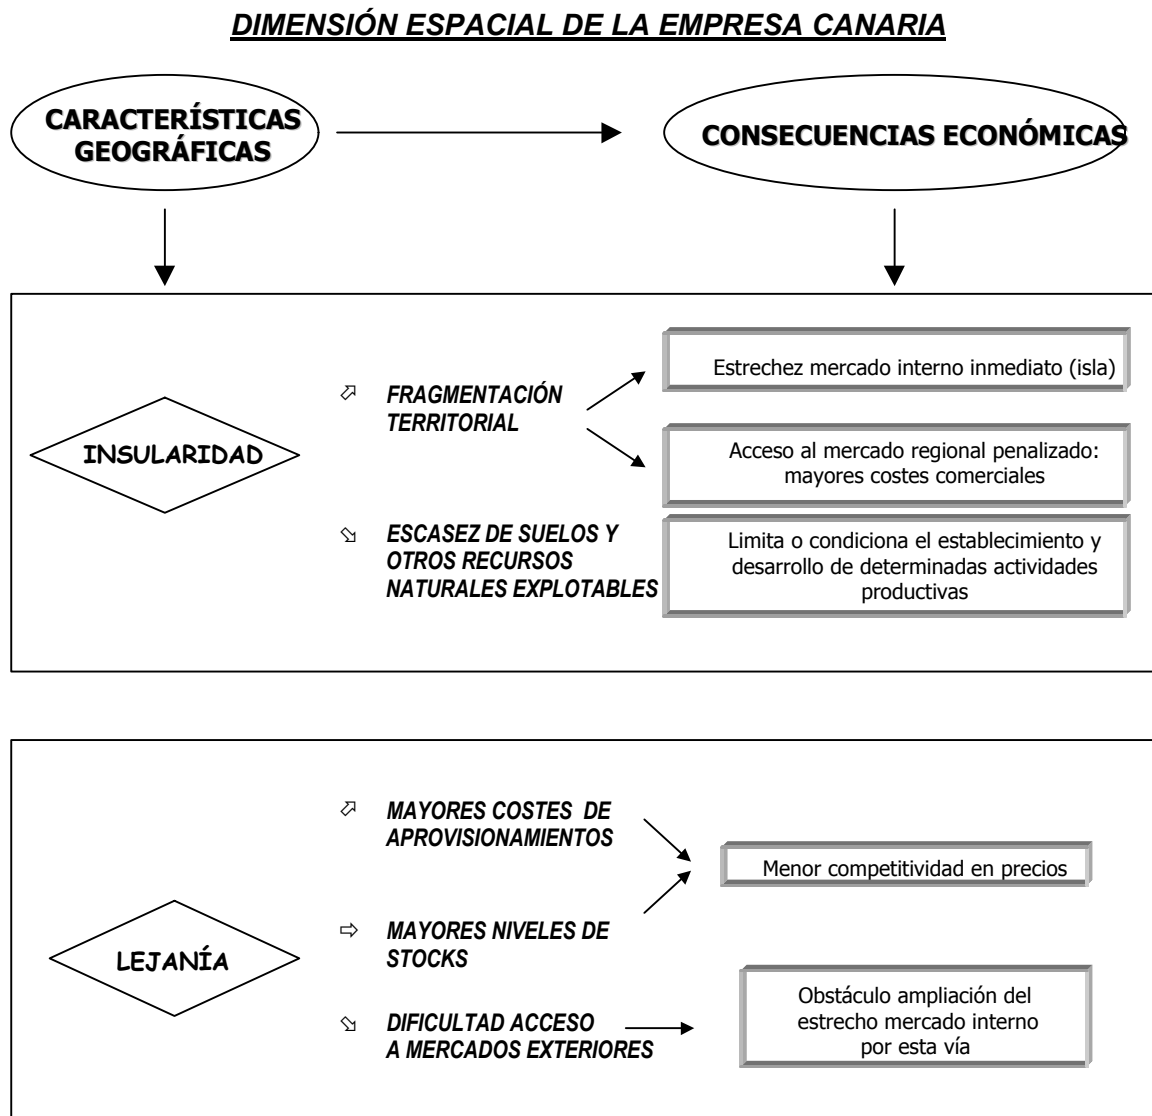 DIMENSIÓN ESPACIAL DE LA EMPRESA CANARIA
CARACTERÍSTICAS
GEOGRÁFICAS
CONSECUENCIAS ECONÓMICAS
INSULARIDAD
FRAGMENTACIÓN
TERRITORIAL
Estrechez mercado interno inmediato (isla)
Acceso al mercado regional penalizado:
mayores costes comerciales
ESCASEZ DE SUELOS Y
OTROS RECURSOS
NATURALES EXPLOTABLES
Limita o condiciona el establecimiento y
desarrollo de determinadas actividades
productivas
LEJANÍA
MAYORES COSTES DE
APROVISIONAMIENTOS
MAYORES NIVELES DE
STOCKS
Menor competitividad en precios
DIFICULTAD ACCESO
A MERCADOS EXTERIORES
Obstáculo ampliación del
estrecho mercado interno
por esta vía